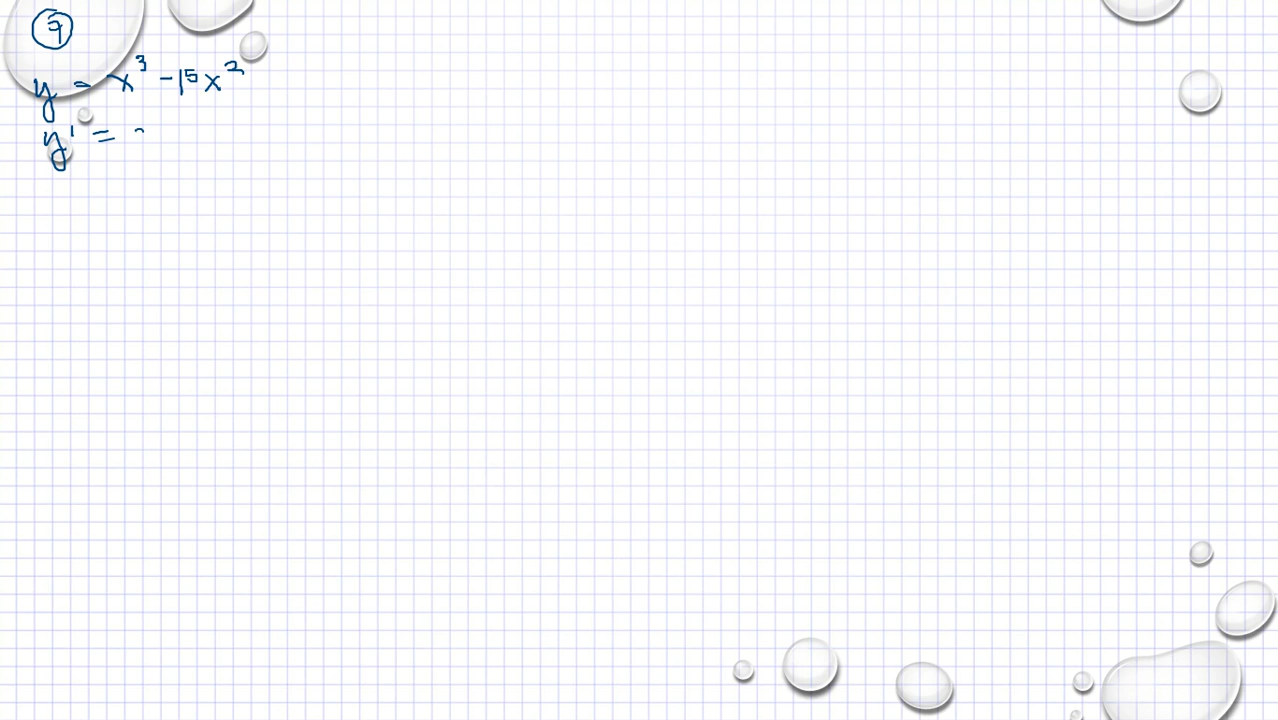 9
y = x³ - 15x²
y' =